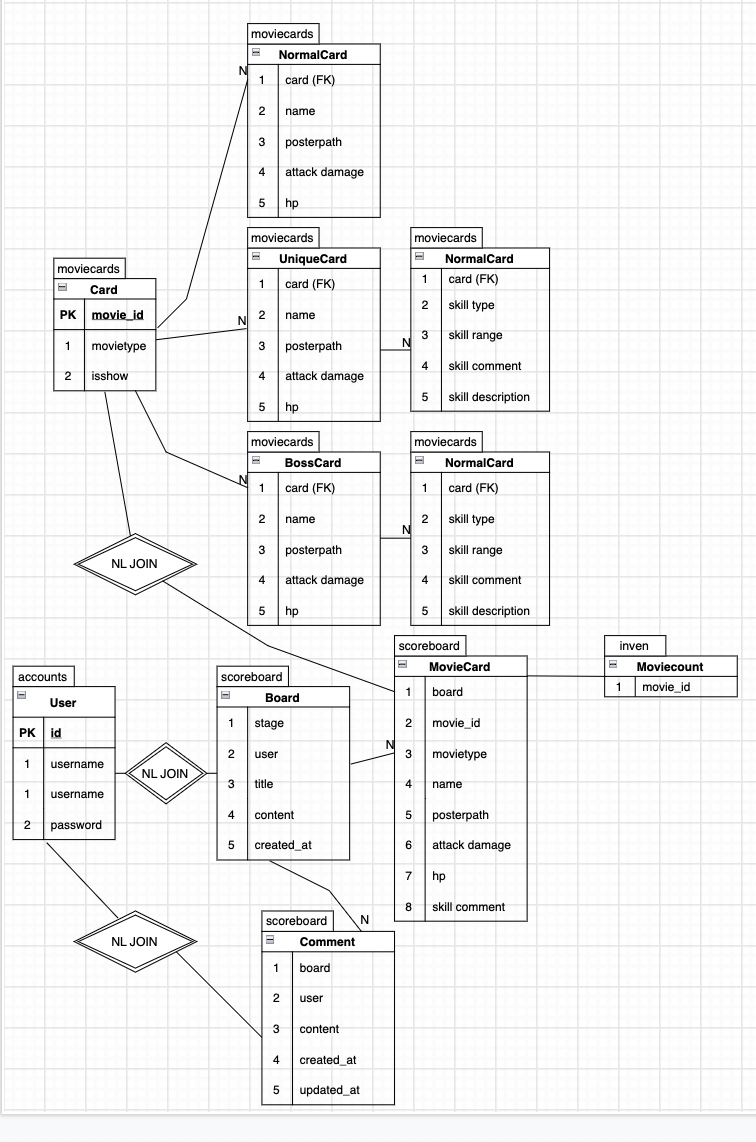 moviecards
NormalCard
N
1 card (FK)
2 name
3 posterpath
4 attack damage
5 hp
moviecards
Card
PK movie_id
1 movietype
2 isshow
moviecards
UniqueCard
1 card (FK)
N
2 name
3 posterpath
4 attack damage
5 hp
moviecards
NormalCard
1 card (FK)
2 skill type
3 skill range
N
4 skill comment
5 skill description
moviecards
BossCard
N
1 card (FK)
2 name
3 posterpath
4 attack damage
5 hp
moviecards
NormalCard
1 card (FK)
2 skill type
N
3 skill range
4 skill comment
5 skill description
NL JOIN
scoreboard
MovieCard
1 board
2 movie_id
N
3 movietype
4 name
5 posterpath
6 attack damage
7 hp
8 skill comment
inven
Moviecount
1 movie_id
accounts
User
PK id
1 username
1 username
2 password
NL JOIN
scoreboard
Board
1 stage
2 user
3 title
4 content
5 created_at
NL JOIN
scoreboard
N
Comment
1 board
2 user
3 content
4 created_at
5 updated_at